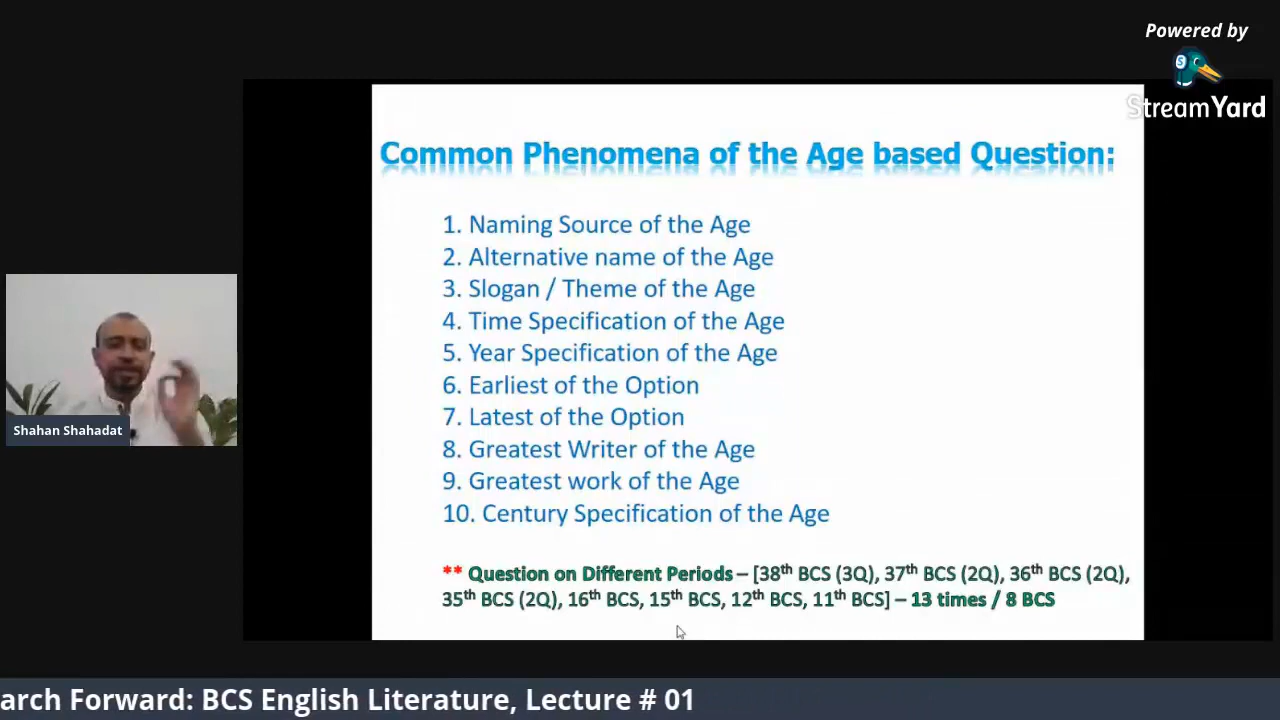 Powered by
StreamYard
Common Phenomena of the Age based Question:
1. Naming Source of the Age
2. Alternative name of the Age
3. Slogan / Theme of the Age
4. Time Specification of the Age
5. Year Specification of the Age
6. Earliest of the Option
7. Latest of the Option
8. Greatest Writer of the Age
9. Greatest work of the Age
10. Century Specification of the Age
** Question on Different Periods – [38th BCS (3Q), 37th BCS (2Q), 36th BCS (2Q),
35th BCS (2Q), 16th BCS, 15th BCS, 12th BCS, 11th BCS] – 13 times / 8 BCS
Shahan Shahadat
arch Forward: BCS English Literature, Lecture # 01